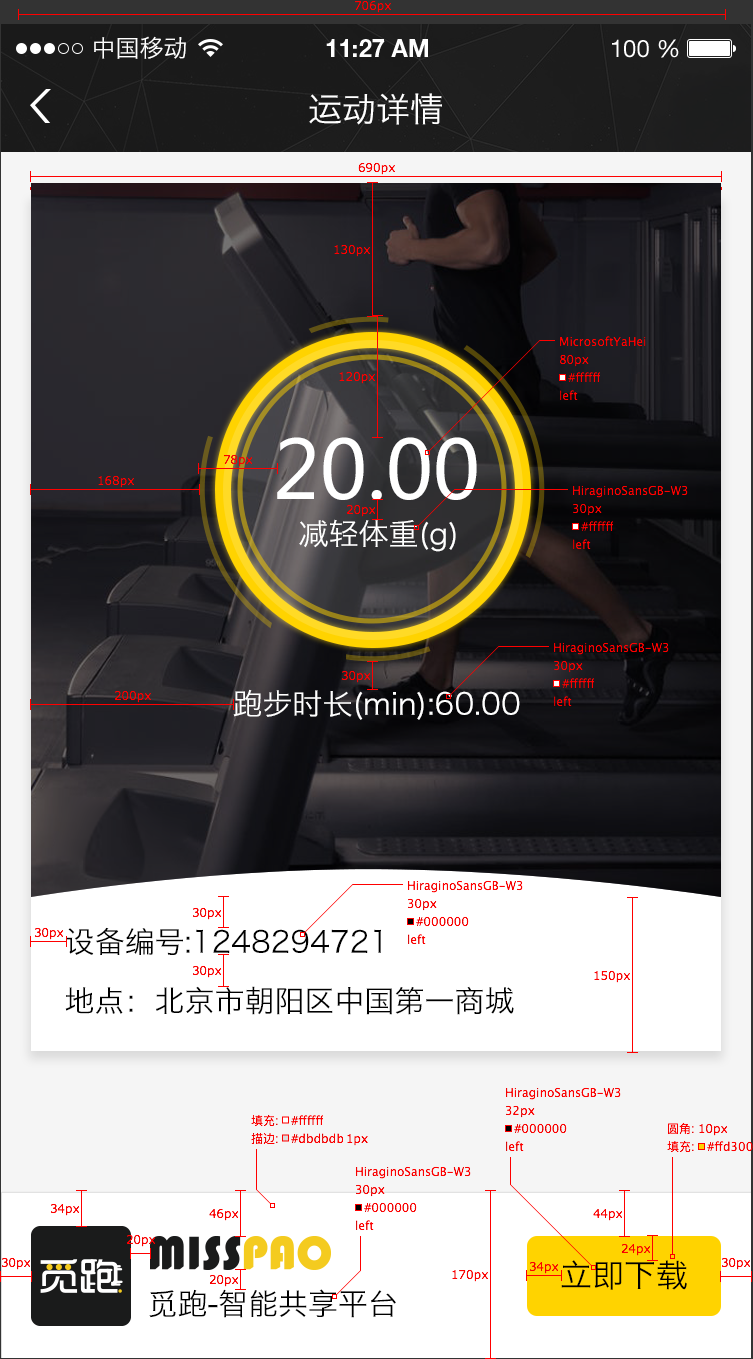 706px
中国移动 11:27 AM 100 %
运动详情
690px
130px
MicrosoftYaHei
80px
#ffffff
left
120px
78px
168px
20.00
HiraginoSansGB-W3
30px
#ffffff
left
20px
减轻体重(g)
HiraginoSansGB-W3
30px
#ffffff
left
30px
200px
跑步时长(min):60.00
HiraginoSansGB-W3
30px
#000000
left
30px
30px
设备编号:1248294721
30px
150px
地点：北京市朝阳区中国第一商城
HiraginoSansGB-W3
32px
#000000
left
填充: #ffffff
描边: #dbdbdb 1px
圆角: 10px
填充: #ffd300
HiraginoSansGB-W3
30px
#000000
left
34px
46px
44px
20px
MISSPAO
24px
30px
觅跑
170px
34px
立即下载
30px
20px
觅跑-智能共享平台